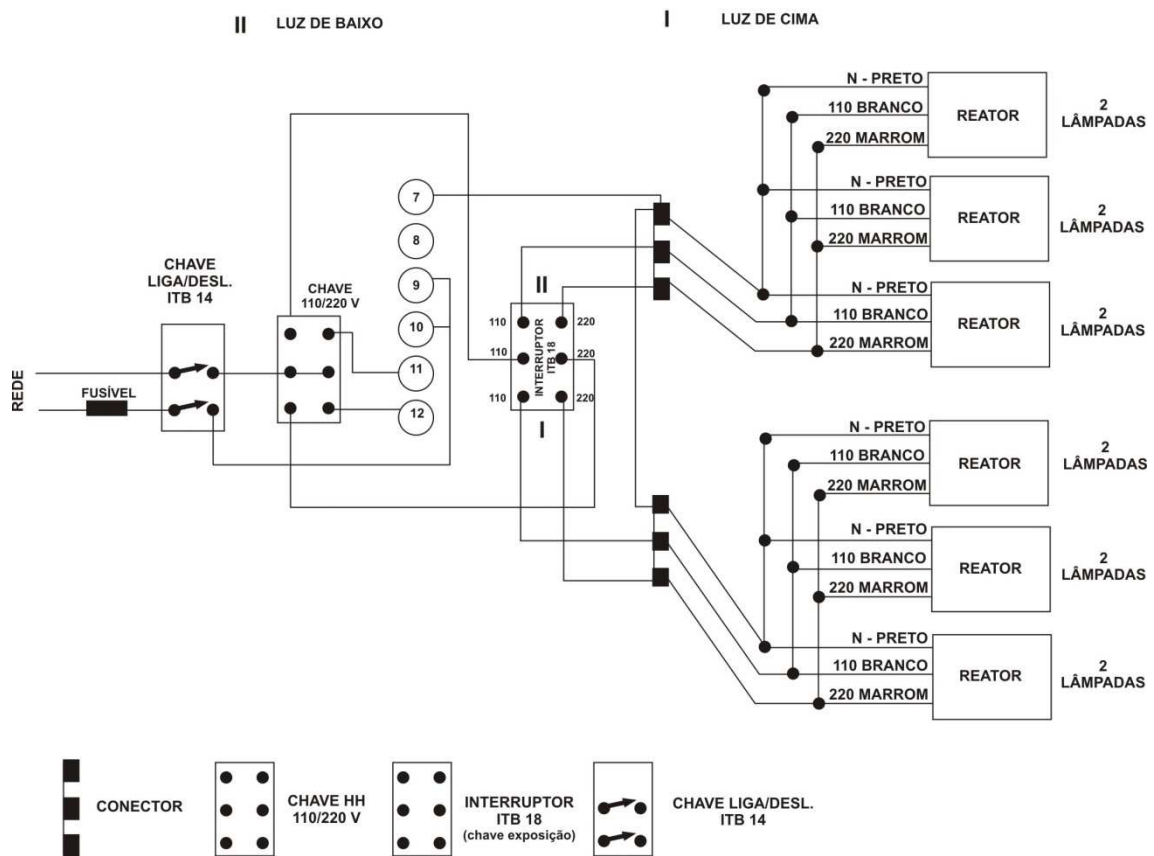 II LUZ DE BAIXO
I LUZ DE CIMA
N - PRETO
110 BRANCO
220 MARROM
REATOR
2
LÂMPADAS
N - PRETO
110 BRANCO
220 MARROM
REATOR
2
LÂMPADAS
N - PRETO
110 BRANCO
220 MARROM
REATOR
2
LÂMPADAS
7
8
9
10
11
12
CHAVE
LIGA/DESL.
ITB 14
CHAVE
110/220 V
REDE
FUSÍVEL
II
110
220
110
220
110
220
INTERRUPTOR
ITB 18
I
N - PRETO
110 BRANCO
220 MARROM
REATOR
2
LÂMPADAS
N - PRETO
110 BRANCO
220 MARROM
REATOR
2
LÂMPADAS
N - PRETO
110 BRANCO
220 MARROM
REATOR
2
LÂMPADAS
CONECTOR
CHAVE HH
110/220 V
INTERRUPTOR
ITB 18
(chave exposição)
CHAVE LIGA/DESL.
ITB 14